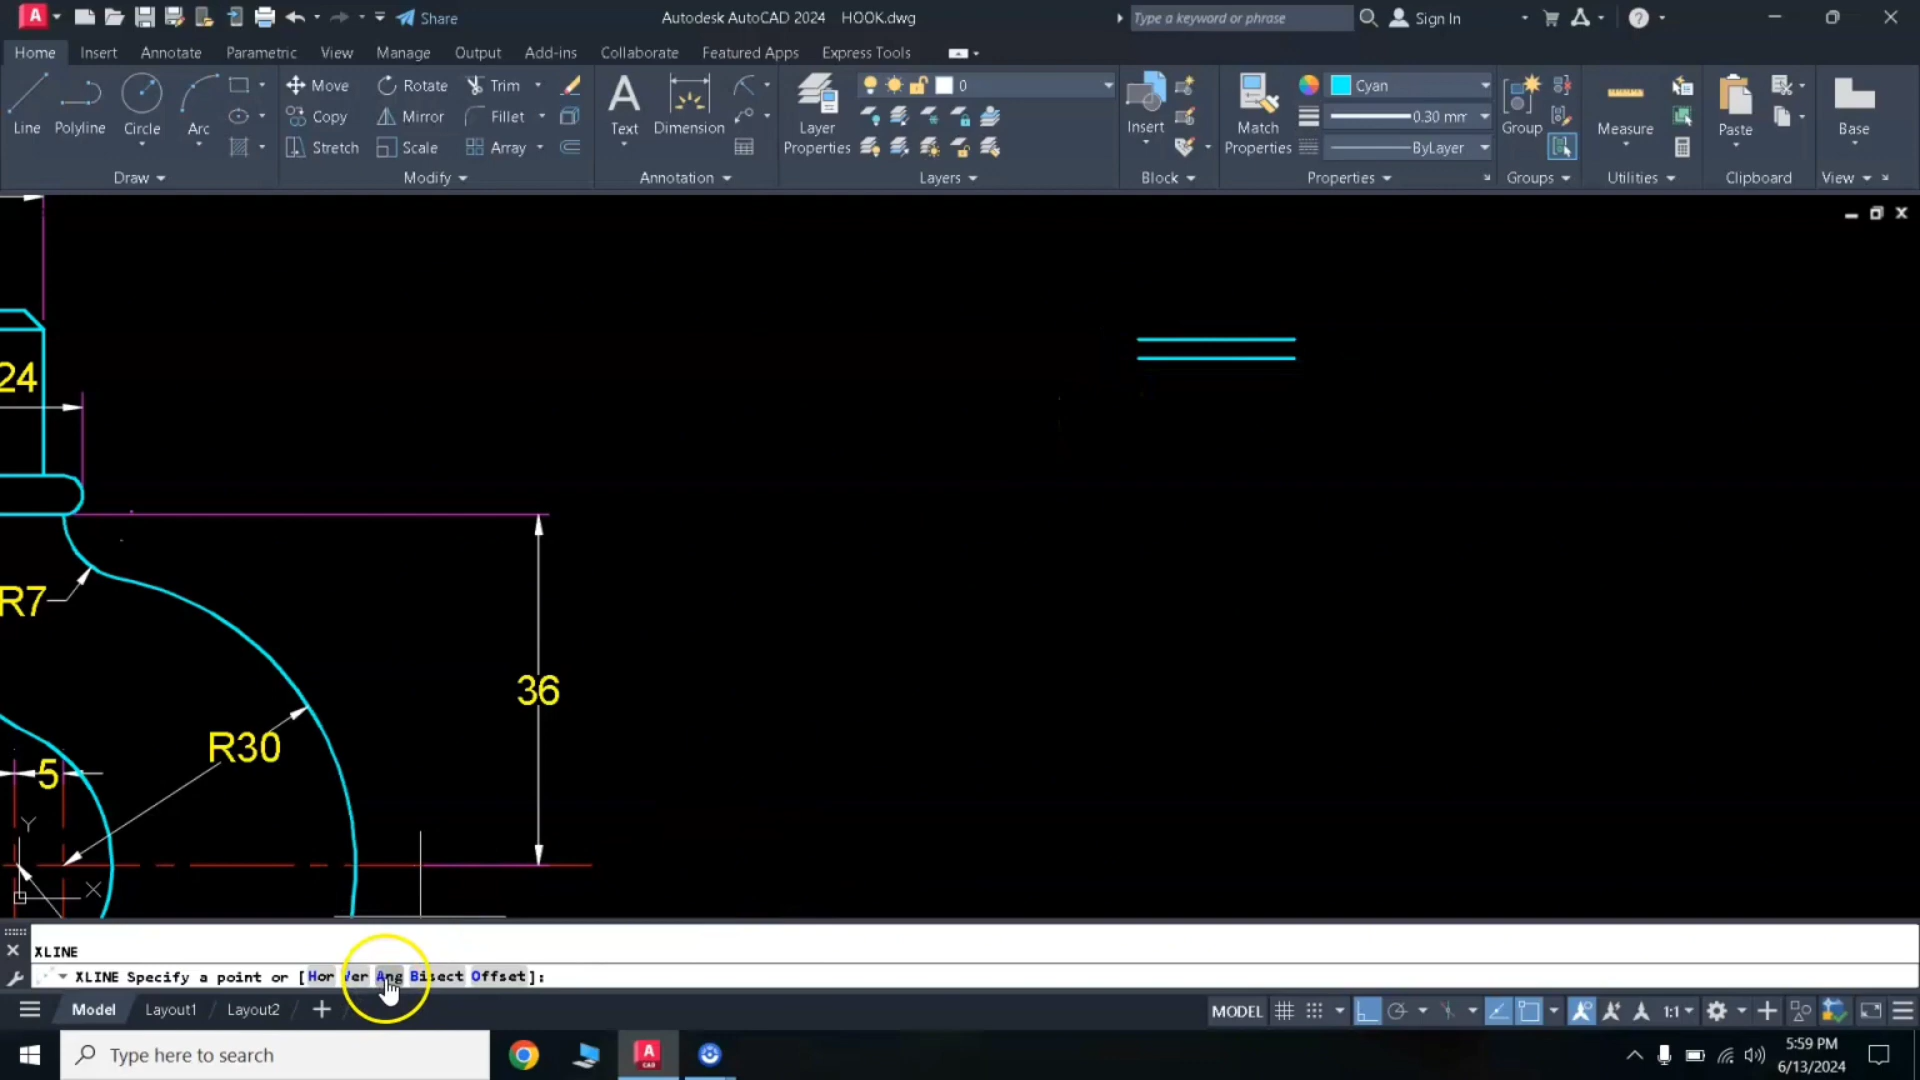 Share
Autodesk AutoCAD 2024 HOOK.dwg
Type a keyword or phrase
Sign In
Home Insert Annotate Parametric View Manage Output Add-ins Collaborate Featured Apps Express Tools
Line
Polyline
Circle
Arc
Draw
Move
Rotate
Trim
Copy
Mirror
Fillet
Stretch
Scale
Array
Modify
Text
Dimension
Annotation
Layer
Properties
0
Layers
Insert
Block
Match
Properties
Cyan
0.30 mm
ByLayer
Properties
Group
Groups
Measure
Utilities
Paste
Clipboard
Base
View
24
R7
36
R30
5
Y
X
XLINE
XLINE Specify a point or [Hor Ver Ang Bisect Offset]:
Model Layout1 Layout2
MODEL
1:1
Type here to search
A
CAD
5:59 PM
6/13/2024